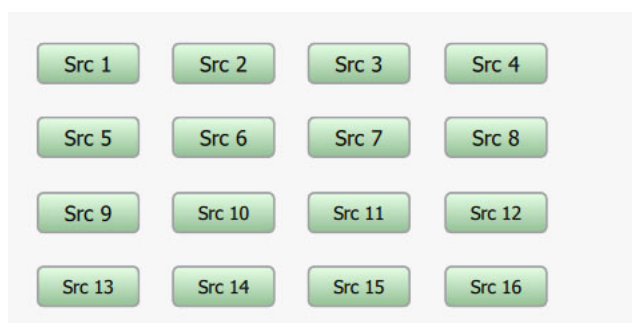 Src 1 Src 2 Src 3 Src 4
Src 5 Src 6 Src 7 Src 8
Src 9 Src 10 Src 11 Src 12
Src 13 Src 14 Src 15 Src 16